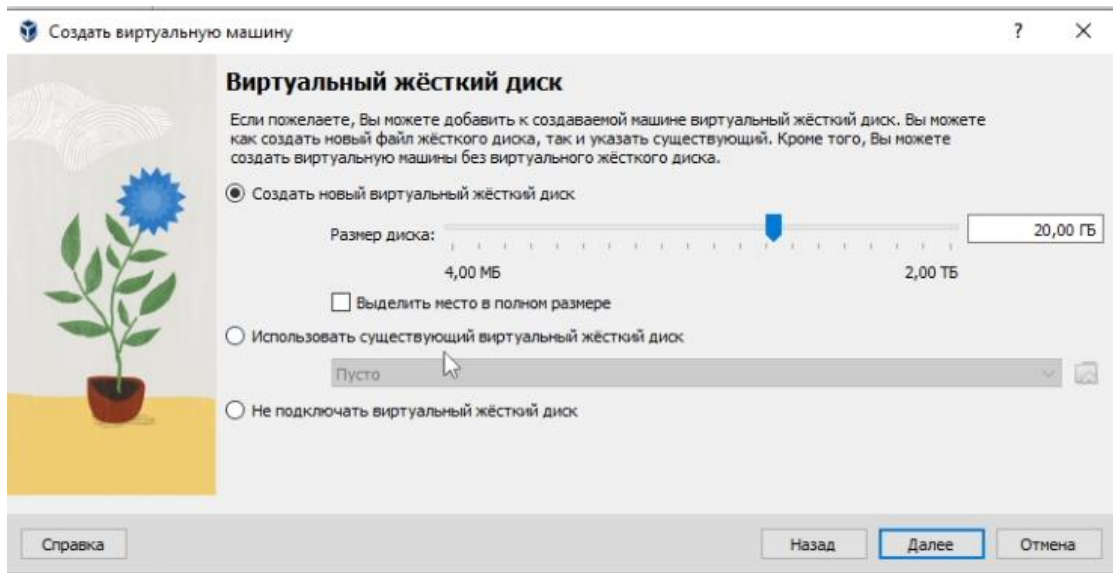 Создать виртуальную машину
?
Виртуальный жёсткий диск
Если пожелаете, Вы можете добавить к создаваемой машине виртуальный жёсткий диск. Вы можете
как создать новый файл жёсткого диска, так и указать существующий. Кроме того, Вы можете
создать виртуальную машины без виртуального жёсткого диска.
Создать новый виртуальный жёсткий диск
Размер диска:
20,00 ГБ
4,00 МБ
2,00 ТБ
Выделить место в полном размере
Использовать существующий виртуальный жёсткий диск
Пусто
Не подключать виртуальный жёсткий диск
Справка
Назад
Далее
Отмена